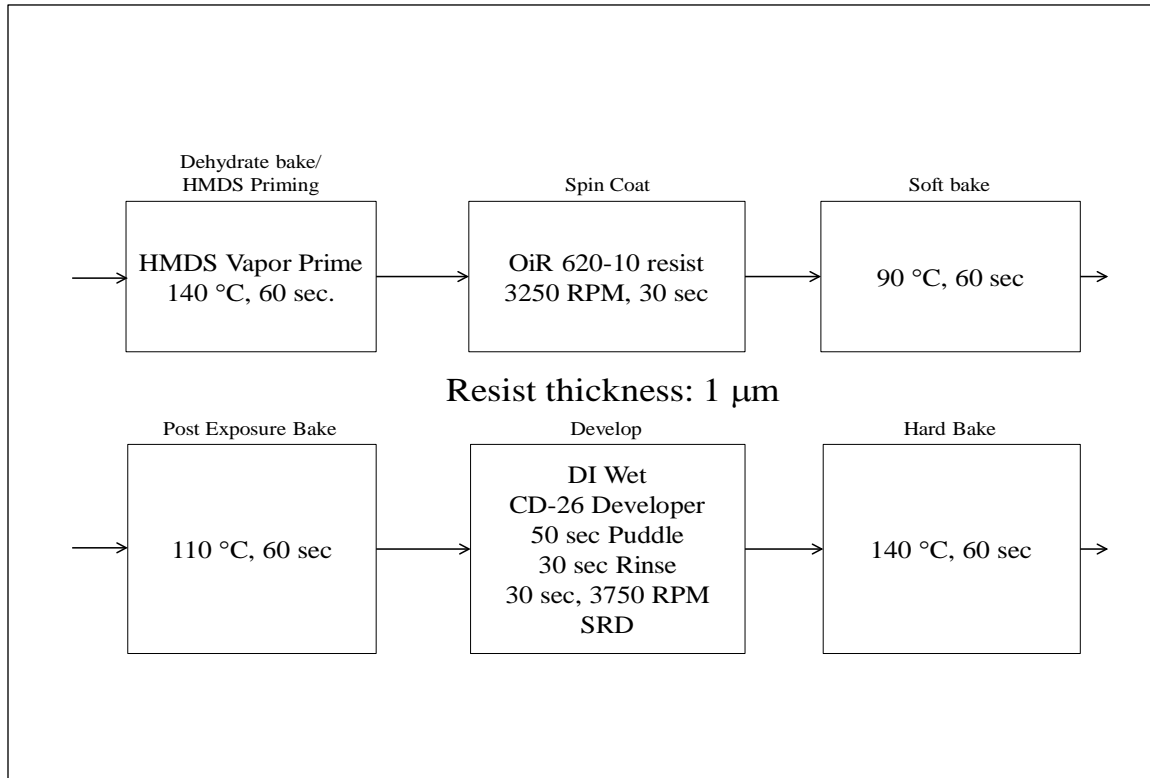 Dehydrate bake/
HMDS Priming
HMDS Vapor Prime
140 °C, 60 sec.
Spin Coat
OiR 620-10 resist
3250 RPM, 30 sec
Soft bake
90 °C, 60 sec
Resist thickness: 1 μm
Post Exposure Bake
110 °C, 60 sec
Develop
DI Wet
CD-26 Developer
50 sec Puddle
30 sec Rinse
30 sec, 3750 RPM
SRD
Hard Bake
140 °C, 60 sec